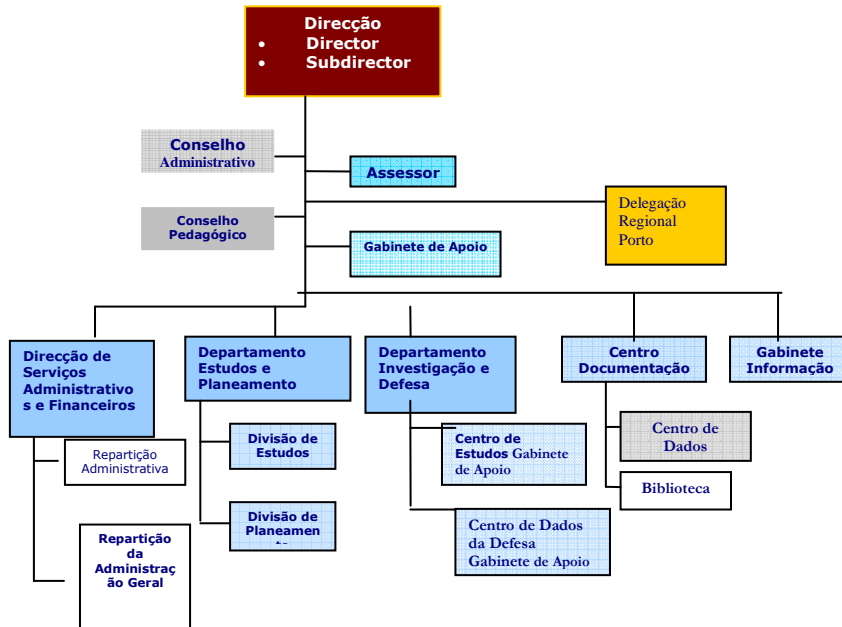 Direcção
• Director
• Subdirector
Conselho
Administrativo
Assessor
Conselho
Pedagógico
Delegação
Regional
Porto
Gabinete de Apoio
Direcção de
Serviços
Administrativo
s e Financeiros
Departamento
Estudos e
Planeamento
Departamento
Investigação e
Defesa
Centro
Documentação
Gabinete
Informação
Repartição
Administrativa
Divisão de
Estudos
Centro de
Estudos Gabinete
de Apoio
Centro de
Dados
Biblioteca
Divisão de
Planeamen
Repartição
da
Administraç
ão Geral
Centro de Dados
da Defesa
Gabinete de Apoio